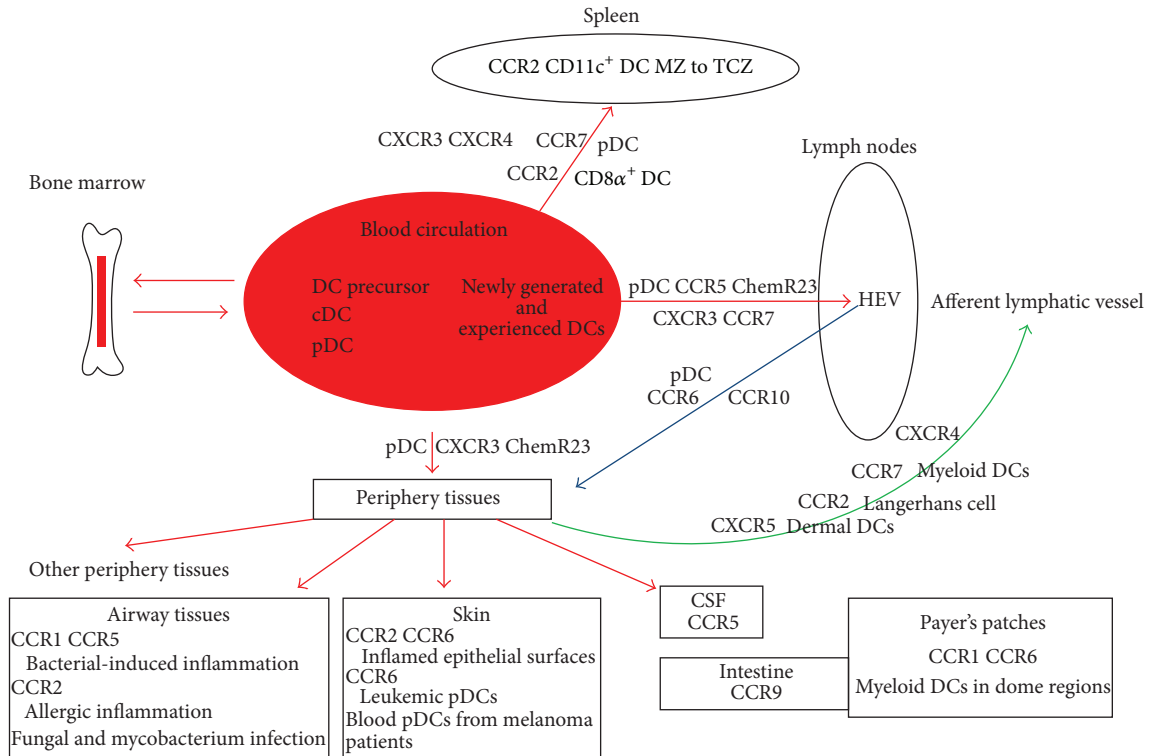 Spleen
CCR2 CD11c⁺ DC MZ to TCZ
CXCR3 CXCR4
CCR7
pDC
CCR2
CD8α⁺ DC
Lymph nodes
Bone marrow
Blood circulation
DC precursor
cDC
pDC
Newly generated
and
experienced DCs
pDC CCR5 ChemR23
CXCR3 CCR7
HEV
Afferent lymphatic vessel
pDC
CCR6
CCR10
pDC
CXCR3 ChemR23
CXCR4
CCR7
Myeloid DCs
CCR2
Langerhans cell
CXCR5
Dermal DCs
Periphery tissues
Other periphery tissues
Airway tissues
CCR1 CCR5
Bacterial-induced inflammation
CCR2
Allergic inflammation
Fungal and mycobacterium infection
Skin
CCR2 CCR6
Inflamed epithelial surfaces
CCR6
Leukemic pDCs
Blood pDCs from melanoma
patients
CSF
CCR5
Intestine
CCR9
Payer's patches
CCR1 CCR6
Myeloid DCs in dome regions